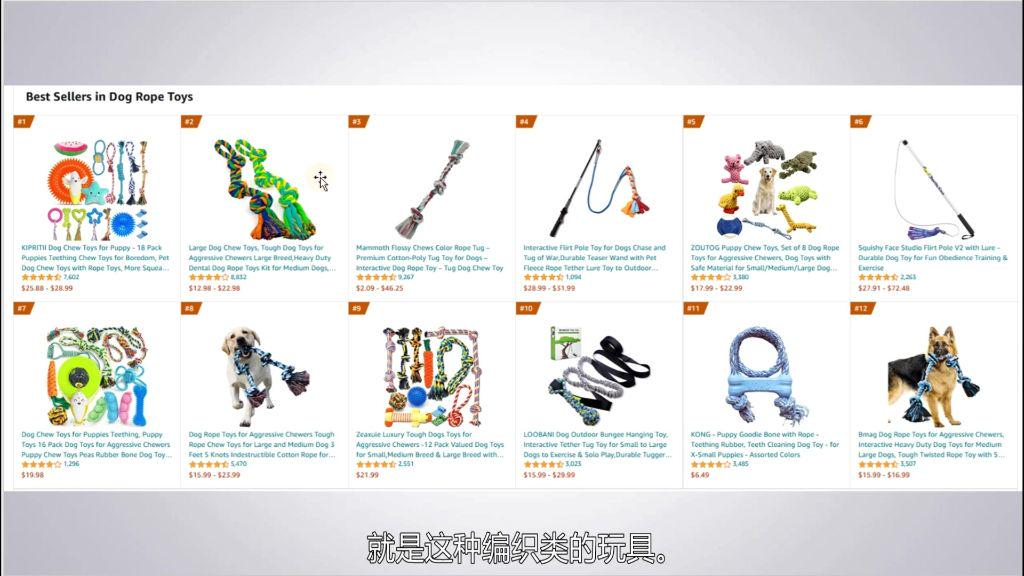 Best Sellers in Dog Rope Toys
#1
KIPRITII Dog Chew Toys for Puppy - 18 Pack
Puppies Teething Chew Toys for Boredom, Pet
Dog Chew Toys with Rope Toys, More Squea...
7,602
$25.88 - $28.99
#2
Large Dog Chew Toys, Tough Dog Toys for
Aggressive Chewers Large Breed,Heavy Duty
Dental Dog Rope Toys Kit for Medium Dogs,...
8,832
$12.98 - $22.98
#3
Mammoth Flossy Chews Color Rope Tug –
Premium Cotton-Poly Tug Toy for Dogs –
Interactive Dog Rope Toy – Tug Dog Chew Toy
9,267
$2.09 - $46.25
#4
Interactive Flirt Pole Toy for Dogs Chase and
Tug of War,Durable Teaser Wand with Pet
Fleece Rope Tether Lure Toy to Outdoor...
1,094
$28.99 - $31.99
#5
ZOUTOG Puppy Chew Toys, Set of 8 Dog Rope
Toys for Aggressive Chewers, Dog Toys with
Safe Material for Small/Medium/Large Dog...
3,380
$17.99 - $22.99
#6
Squishy Face Studio Flirt Pole V2 with Lure -
Durable Dog Toy for Fun Obedience Training &
Exercise
2,263
$27.91 - $72.48
#7
Dog Chew Toys for Puppies Teething, Puppy
Toys 16 Pack Dog Toys for Aggressive Chewers
Puppy Chew Toys Peas Rubber Bone Dog Toy...
1,296
$19.98
#8
Dog Rope Toys for Aggressive Chewers Tough
Rope Chew Toys for Large and Medium Dog 3
Feet 5 Knots Indestructible Cotton Rope for...
5,470
$15.99 - $23.99
#9
Zeaxuie Luxury Tough Dogs Toys for
Aggressive Chewers -12 Pack Valued Dog Toys
for Small,Medium Breed & Large Breed with...
2,551
$21.99
#10
LOOBANI Dog Outdoor Bungee Hanging Toy,
Interactive Tether Tug Toy for Small to Large
Dogs to Exercise & Solo Play,Durable Tugger...
3,023
$15.99 - $29.99
#11
KONG - Puppy Goodie Bone with Rope -
Teething Rubber, Teeth Cleaning Dog Toy - for
X-Small Puppies - Assorted Colors
3,485
$6.49
#12
Bmag Dog Rope Toys for Aggressive Chewers,
Interactive Heavy Duty Dog Toys for Medium
Large Dogs, Tough Twisted Rope Toy with 5...
3,507
$15.99 - $16.99
就是这种编织类的玩具。